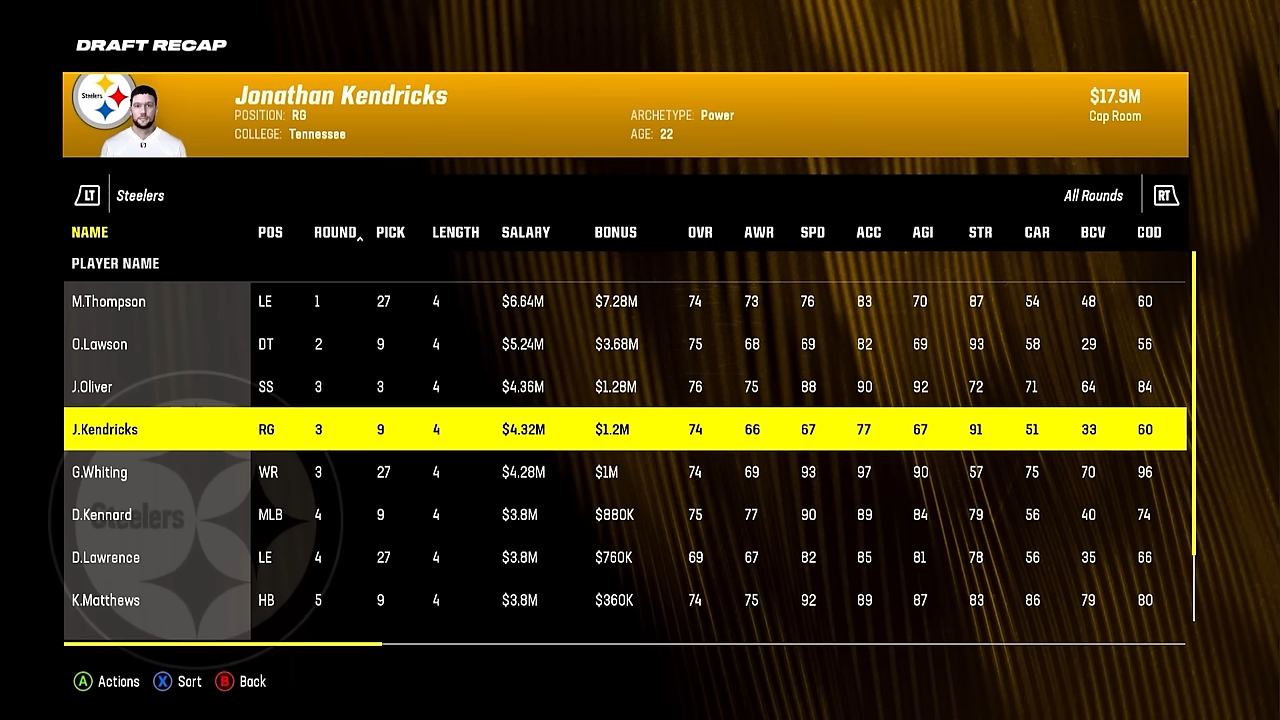 DRAFT RECAP
Steelers
Jonathan Kendricks
POSITION: RG
COLLEGE: Tennessee
ARCHETYPE: Power
AGE: 22
$17.9M
Cap Room
LT Steelers All Rounds RT
NAME POS ROUND PICK LENGTH SALARY BONUS OVR AWR SPD ACC AGI STR CAR BCV COD
PLAYER NAME
M.Thompson LE 1 27 4 $6.64M $7.28M 74 73 76 83 70 87 54 48 60
O.Lawson DT 2 9 4 $5.24M $3.68M 75 68 69 82 69 93 58 29 56
J.Oliver SS 3 3 4 $4.36M $1.28M 76 75 88 90 92 72 71 64 84
J.Kendricks RG 3 9 4 $4.32M $1.2M 74 66 67 77 67 91 51 33 60
G.Whiting WR 3 27 4 $4.28M $1M 74 69 93 97 90 57 75 70 96
D.Kennard MLB 4 9 4 $3.8M $880K 75 77 90 89 84 79 56 40 74
Steelers
D.Lawrence LE 4 27 4 $3.8M $760K 69 67 82 85 81 78 56 35 66
K.Matthews HB 5 9 4 $3.8M $360K 74 75 92 89 87 83 86 79 80
A Actions X Sort B Back